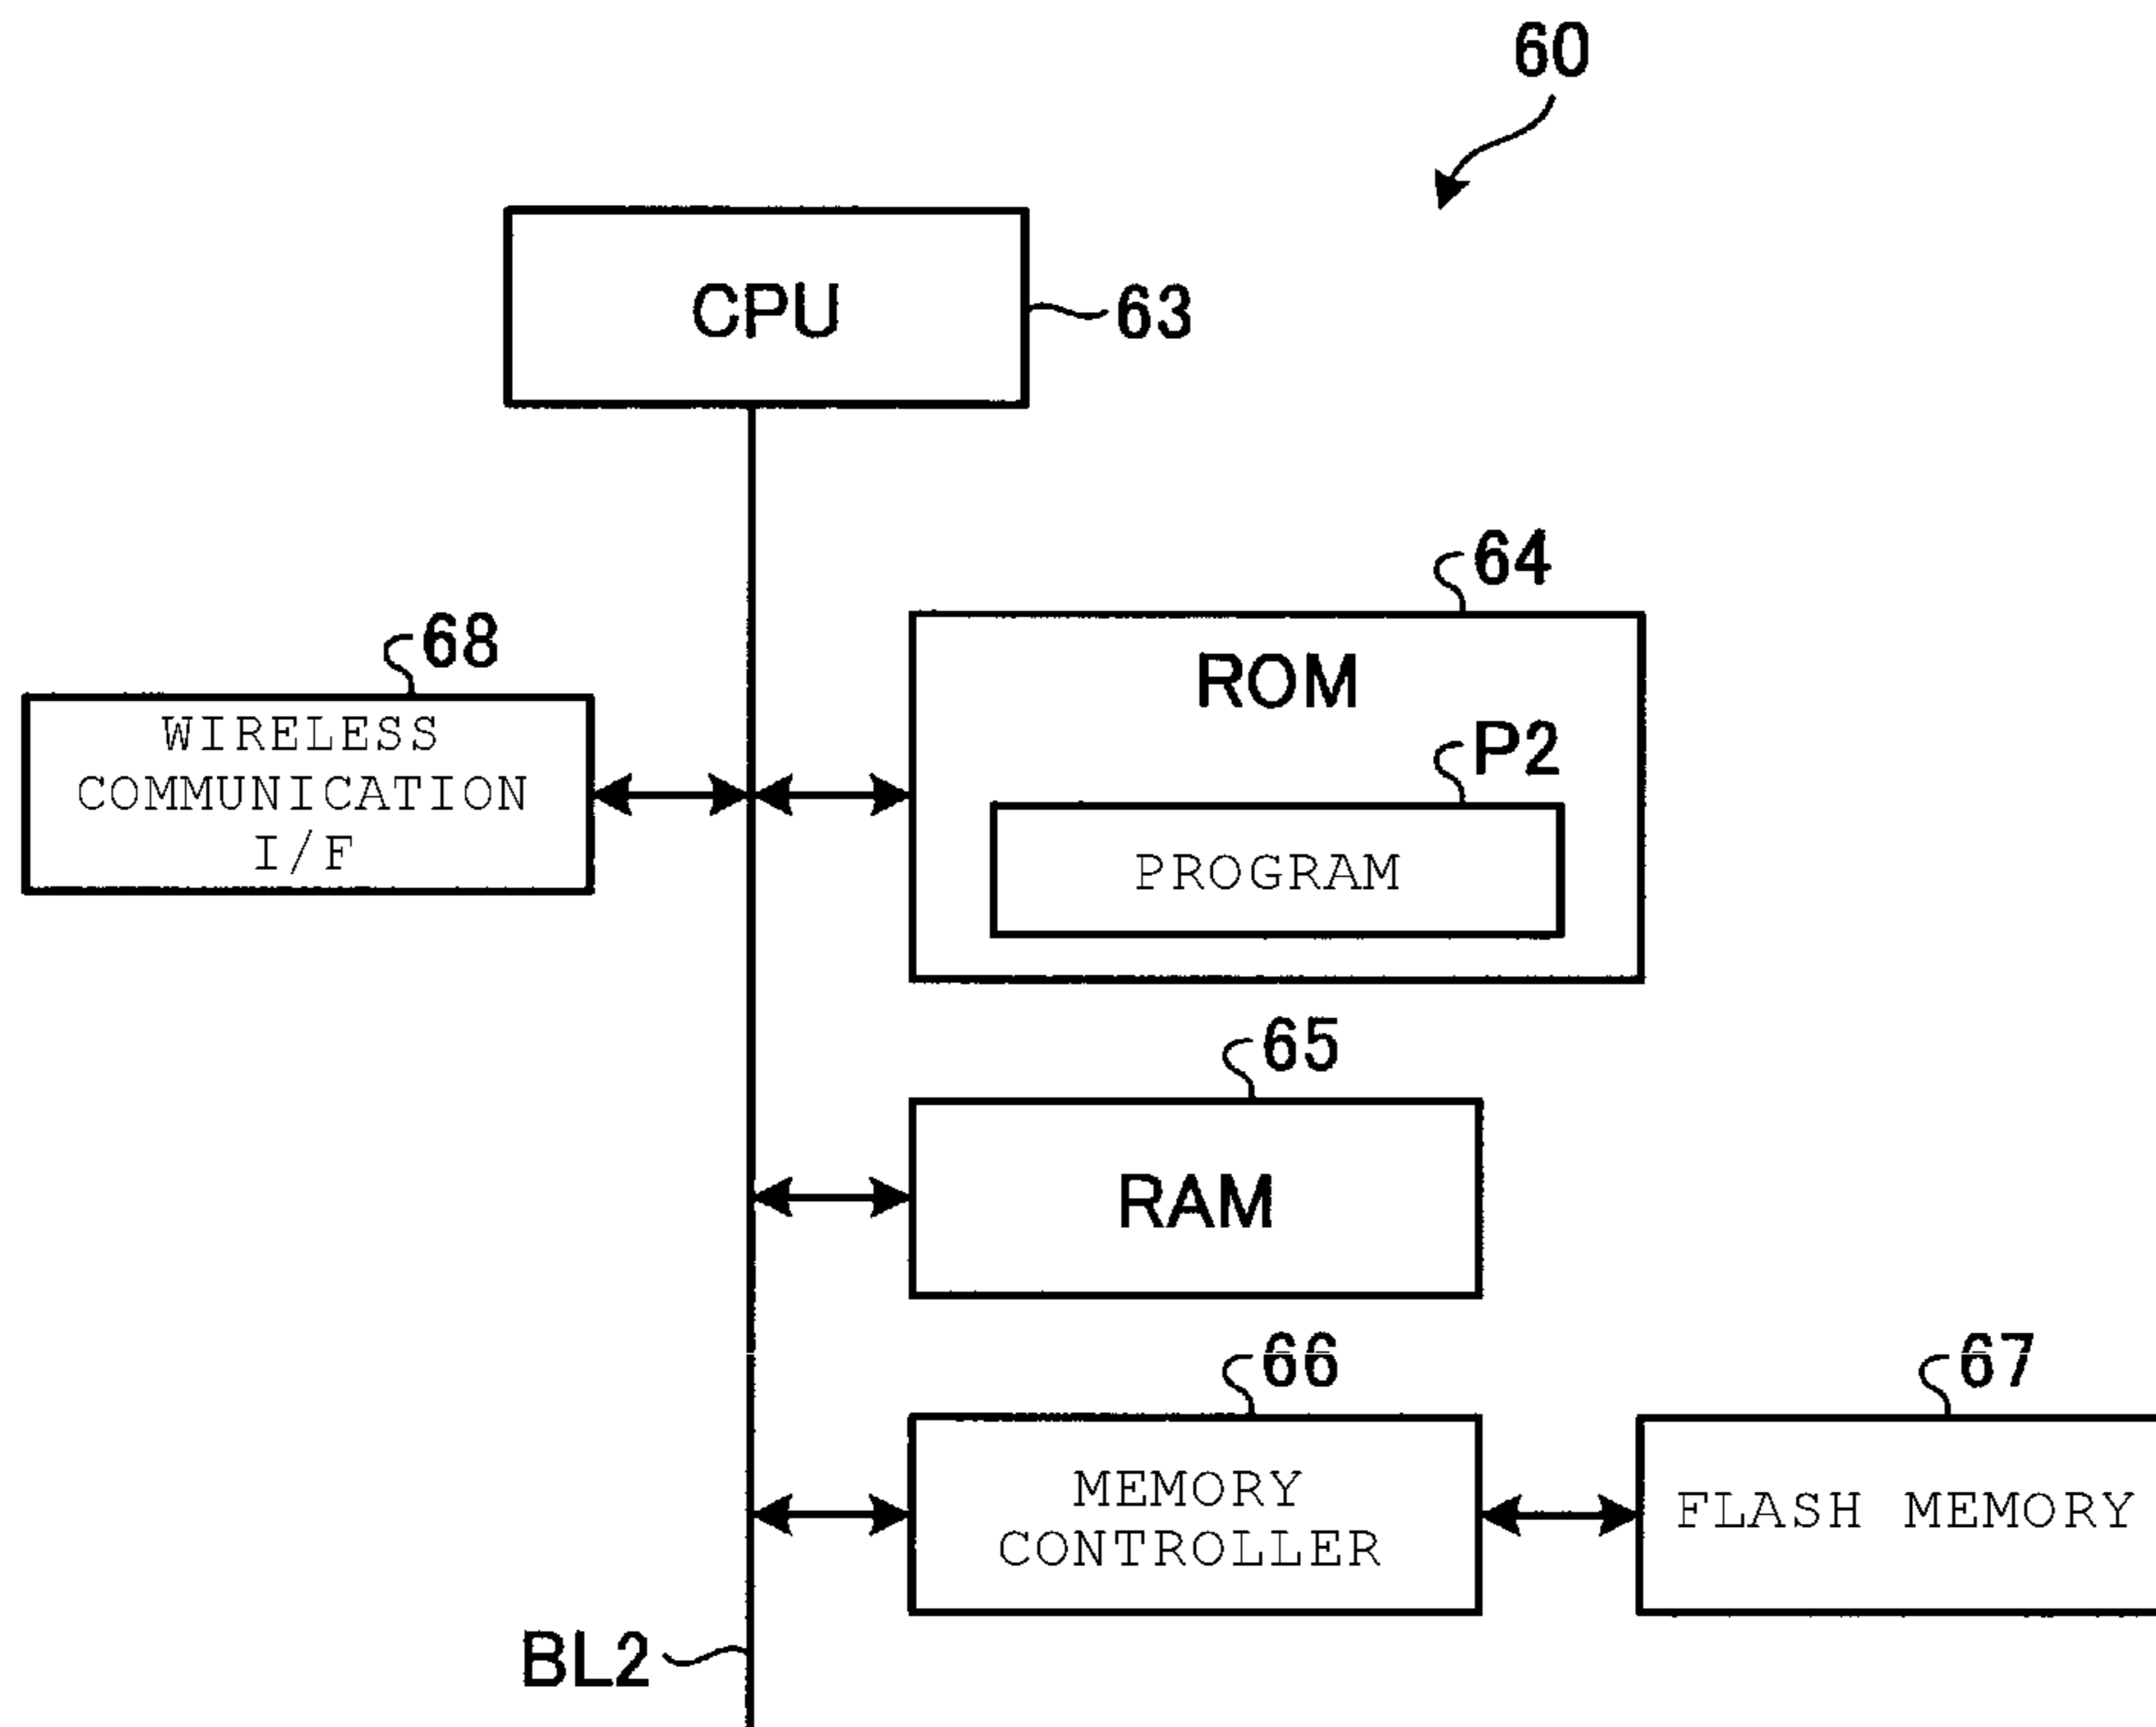 60
CPU
63
64
68
ROM
WIRELESS
COMMUNICATION
I/F
P2
PROGRAM
65
RAM
66
67
MEMORY
CONTROLLER
FLASH MEMORY
BL2